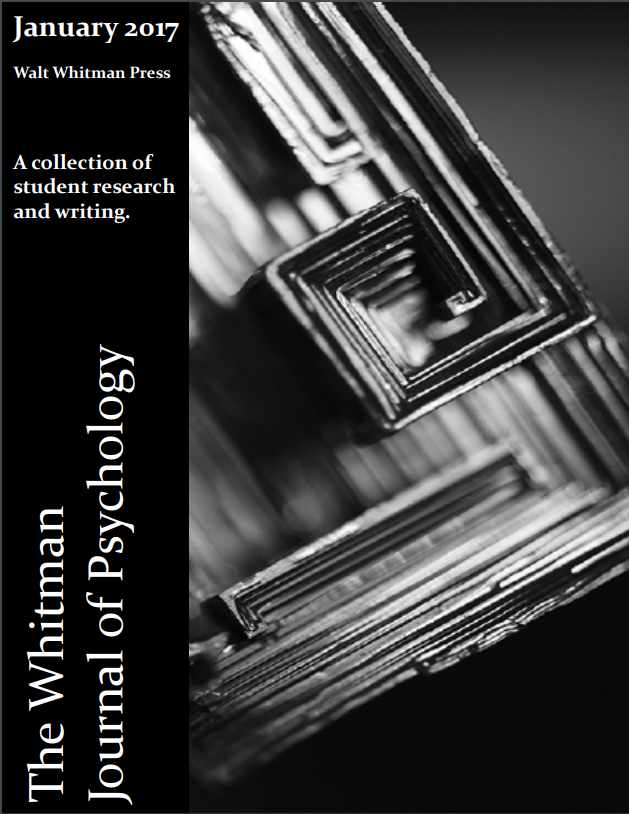 January 2017
Walt Whitman Press
A collection of
student research
and writing.
The Whitman
Journal of Psychology